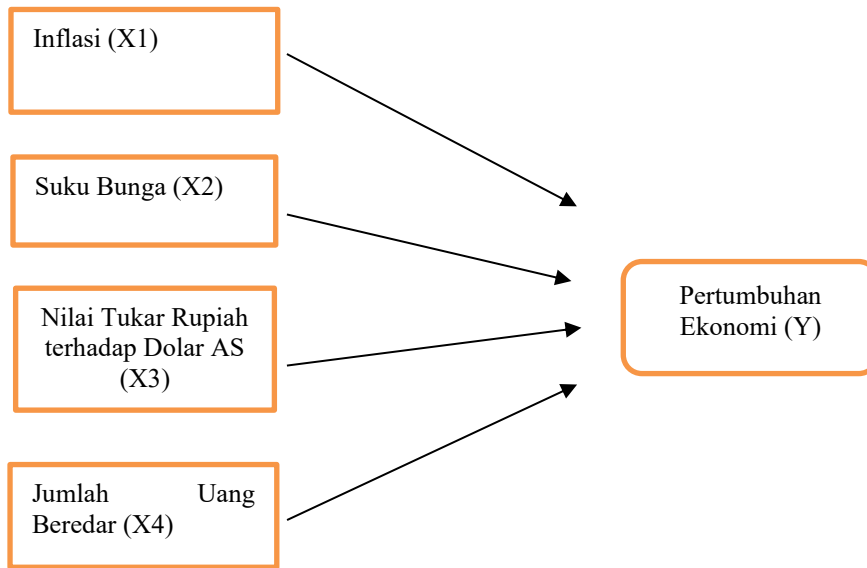 Inflasi (X1)
Suku Bunga (X2)
Nilai Tukar Rupiah
terhadap Dolar AS
(X3)
Jumlah Uang
Beredar (X4)
Pertumbuhan
Ekonomi (Y)